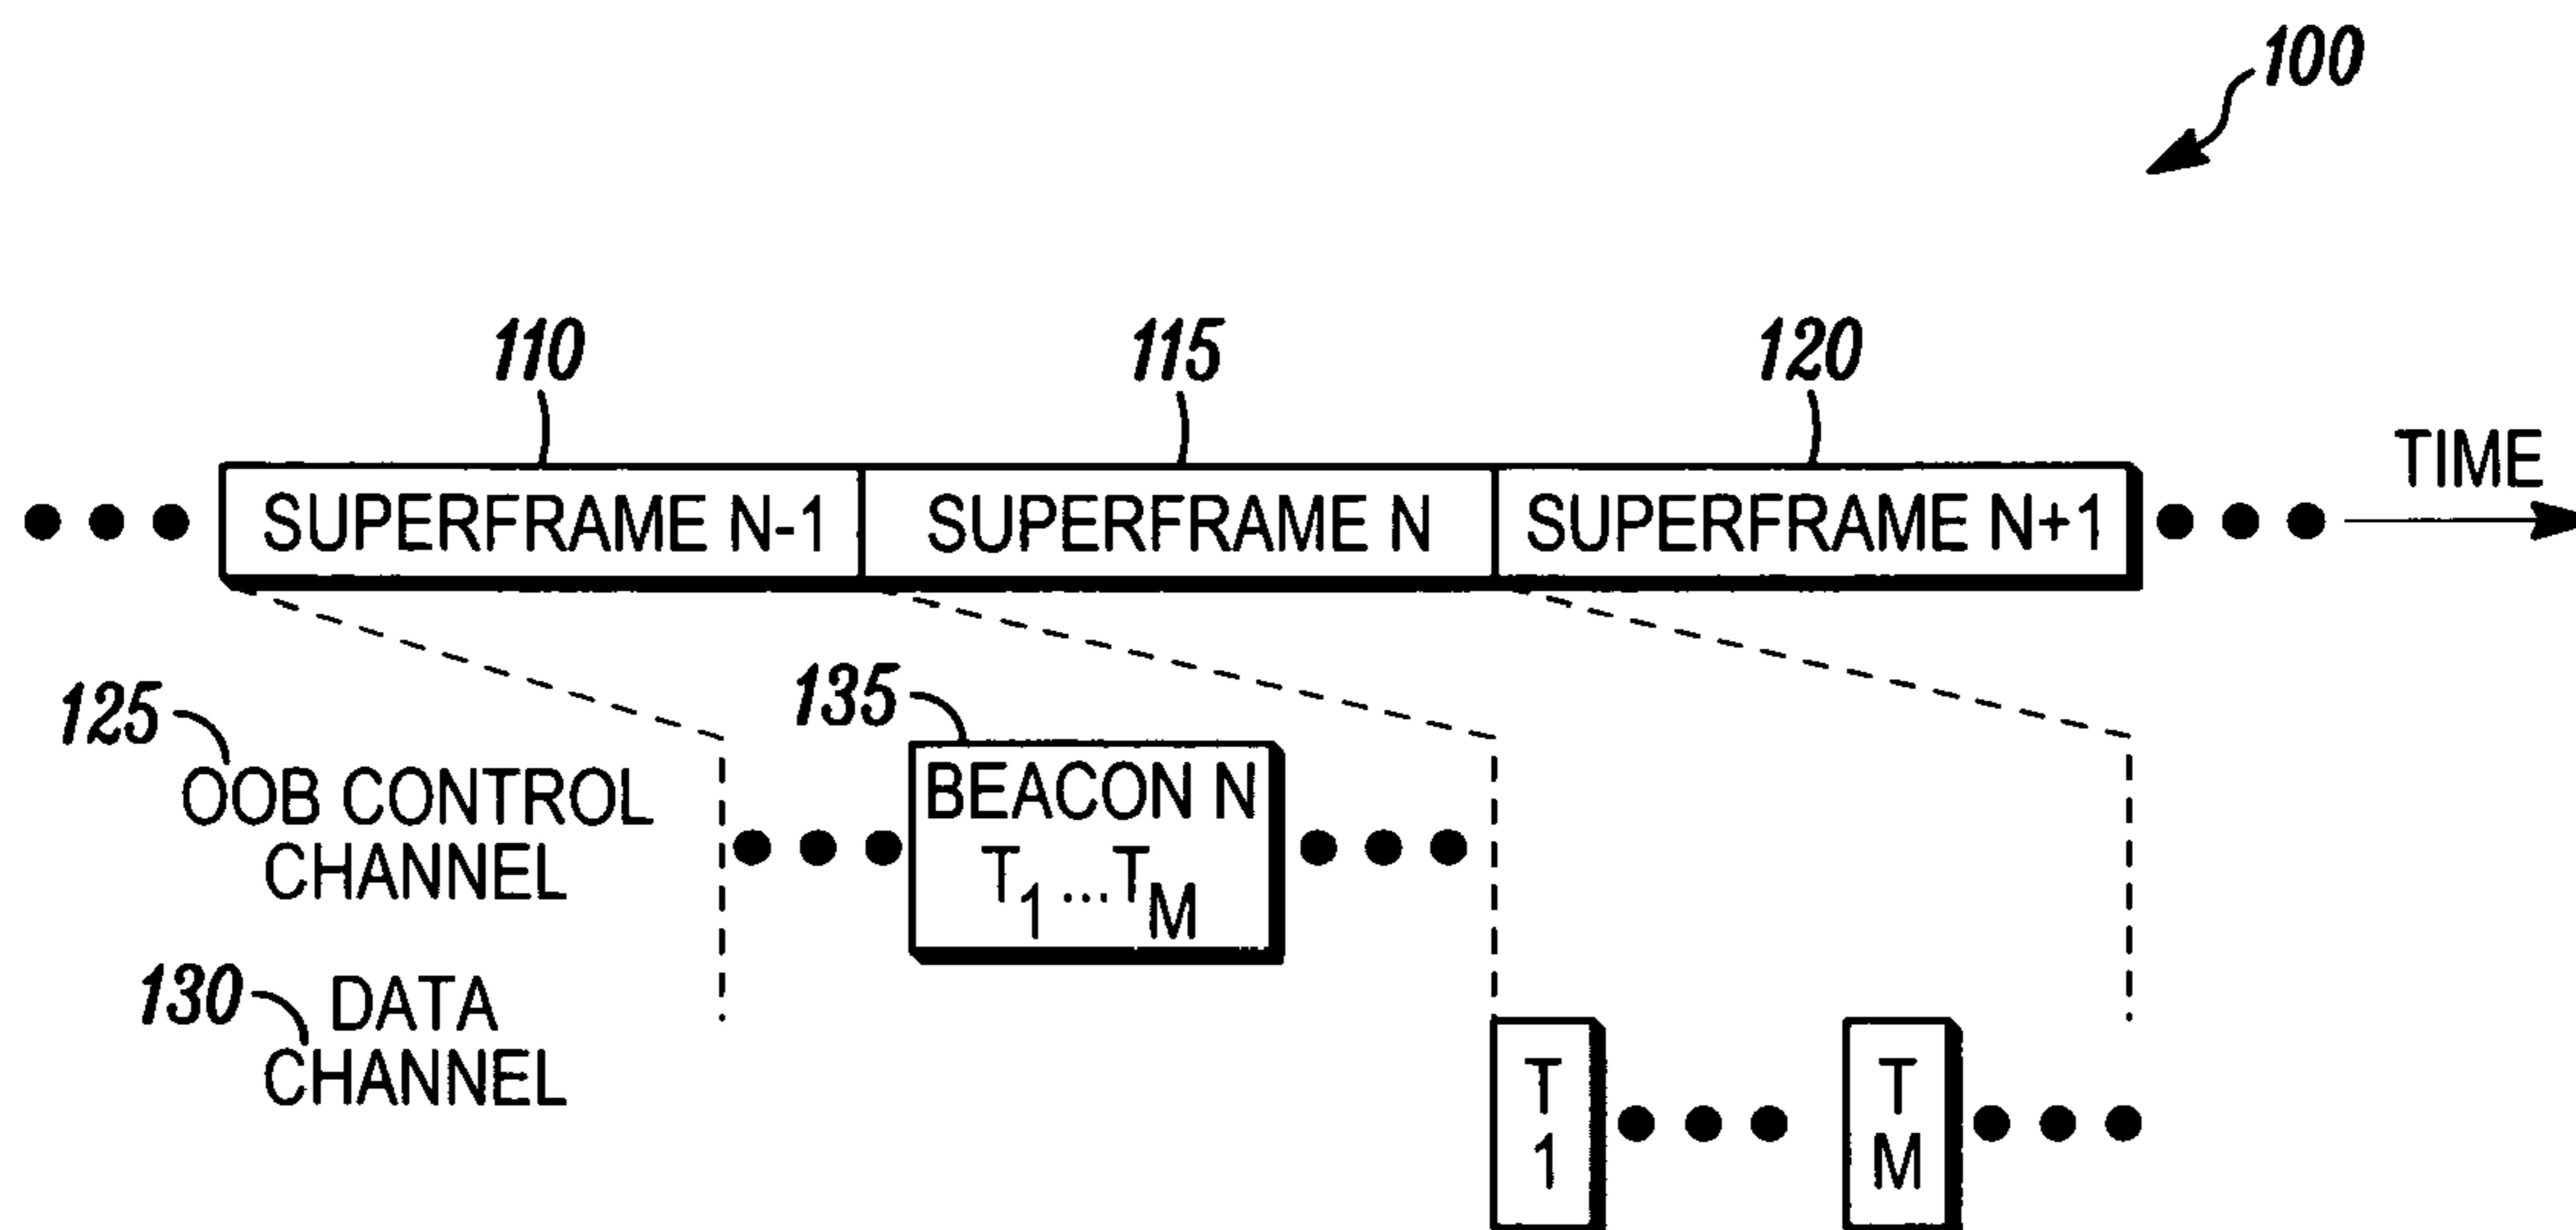 100
110
115
120
TIME
SUPERFRAME N-1
SUPERFRAME N
SUPERFRAME N+1
125
135
OOB CONTROL
CHANNEL
BEACON N
T1 ...TM
130
DATA
CHANNEL
T
1
T
M